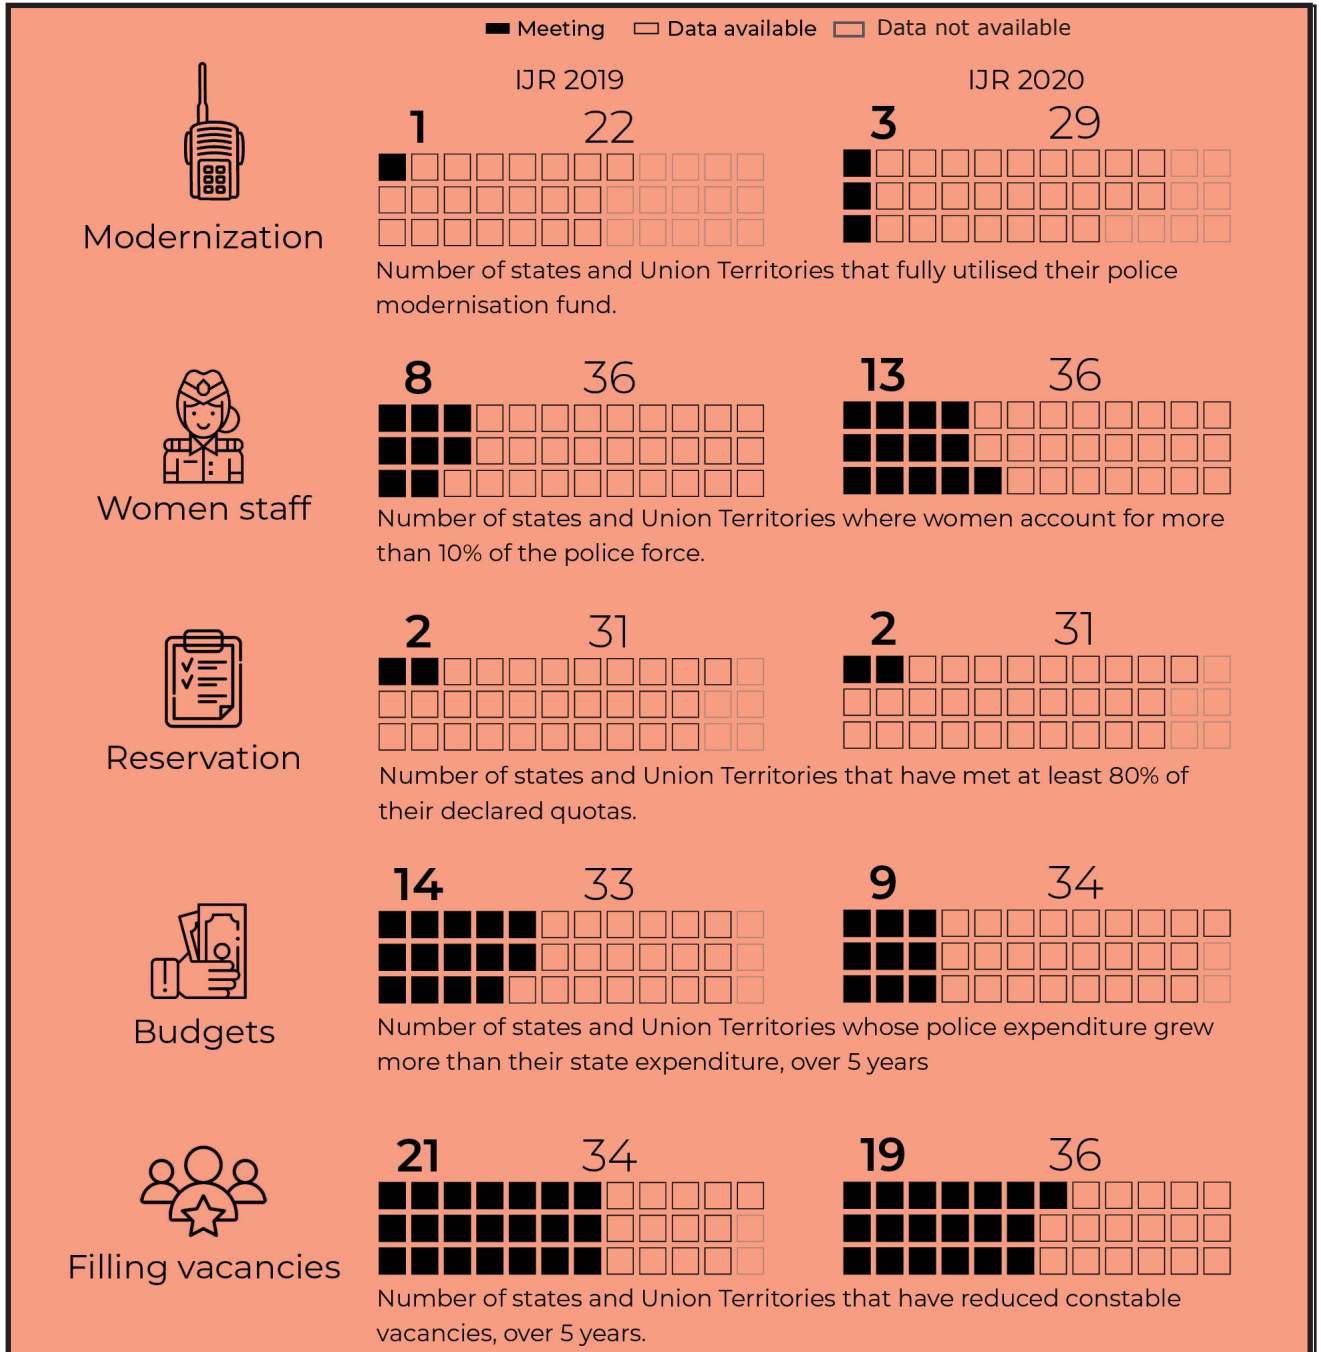 Meeting Data available Data not available
IJR 2019 IJR 2020
1 22 3 29
Modernization
Number of states and Union Territories that fully utilised their police
modernisation fund.
8 36 13 36
Women staff
Number of states and Union Territories where women account for more
than 10% of the police force.
2 31 2 31
Reservation
Number of states and Union Territories that have met at least 80% of
their declared quotas.
14 33 9 34
Budgets
Number of states and Union Territories whose police expenditure grew
more than their state expenditure, over 5 years
21 34 19 36
Filling vacancies
Number of states and Union Territories that have reduced constable
vacancies, over 5 years.